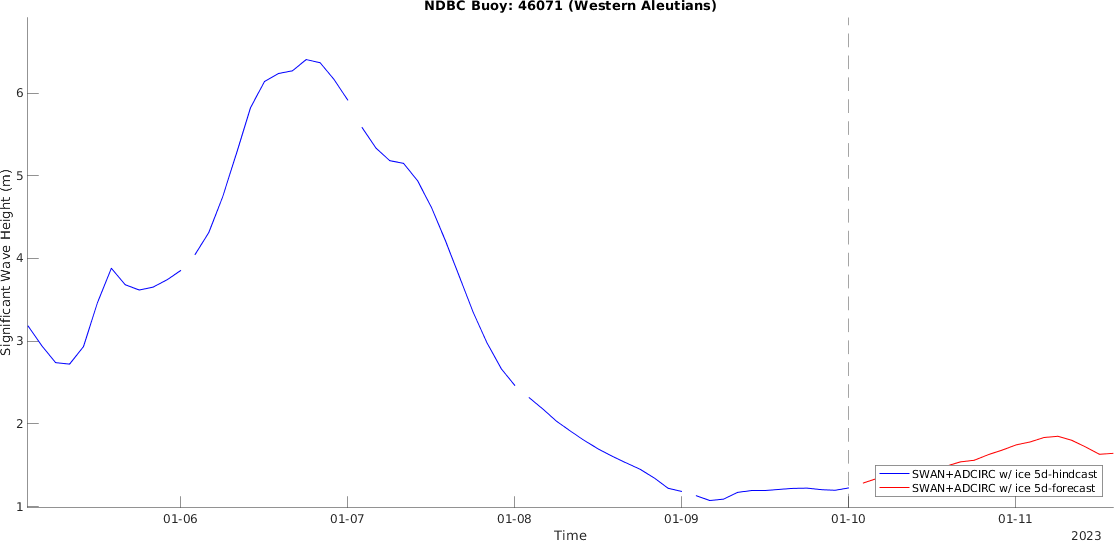 NDBC Buoy: 46071 (Western Aleutians)
Significant Wave Height (m)
6
5
4
3
2
1
01-06
01-07
01-08
01-09
01-10
01-11
Time
2023
SWAN+ADCIRC w/ ice 5d-hindcast
SWAN+ADCIRC w/ ice 5d-forecast